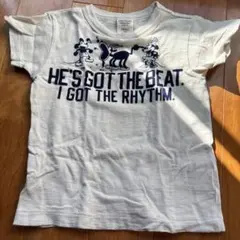 HE'S GOT THE BEAT.
I GOT THE RHYTHM.